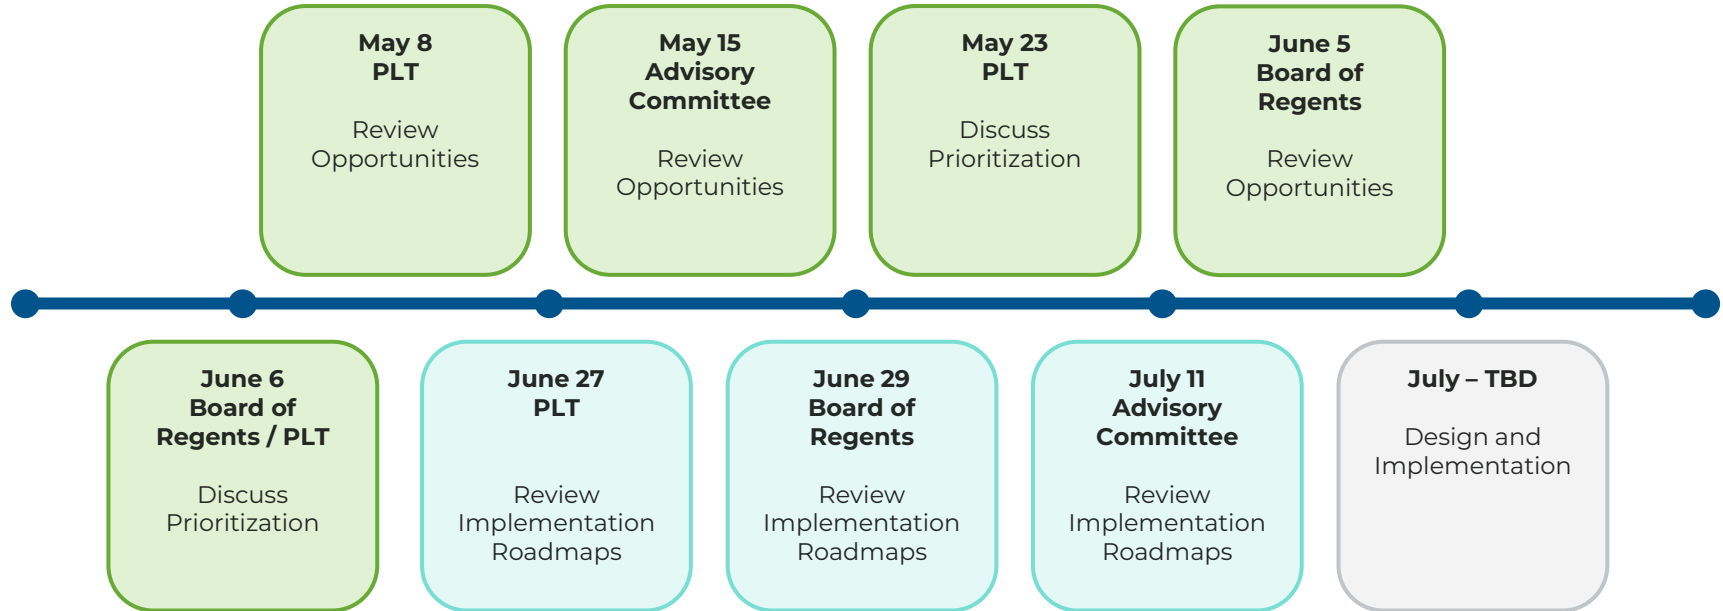 May 8
PLT
Review
Opportunities
May 15
Advisory
Committee
Review
Opportunities
May 23
PLT
Discuss
Prioritization
June 5
Board of
Regents
Review
Opportunities
June 6
Board of
Regents / PLT
Discuss
Prioritization
June 27
PLT
Review
Implementation
Roadmaps
June 29
Board of
Regents
Review
Implementation
Roadmaps
July 11
Advisory
Committee
Review
Implementation
Roadmaps
July – TBD
Design and
Implementation